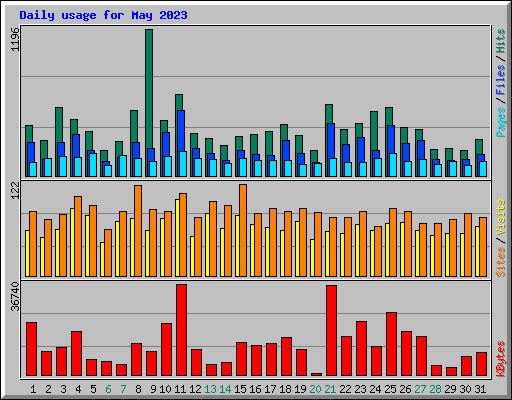 Daily usage for May 2023
1196
Pages / Files / Hits
122
Sites / Visits
36740
KBytes
1 2 3 4 5 6 7 8 9 10 11 12 13 14 15 16 17 18 19 20 21 22 23 24 25 26 27 28 29 30 31